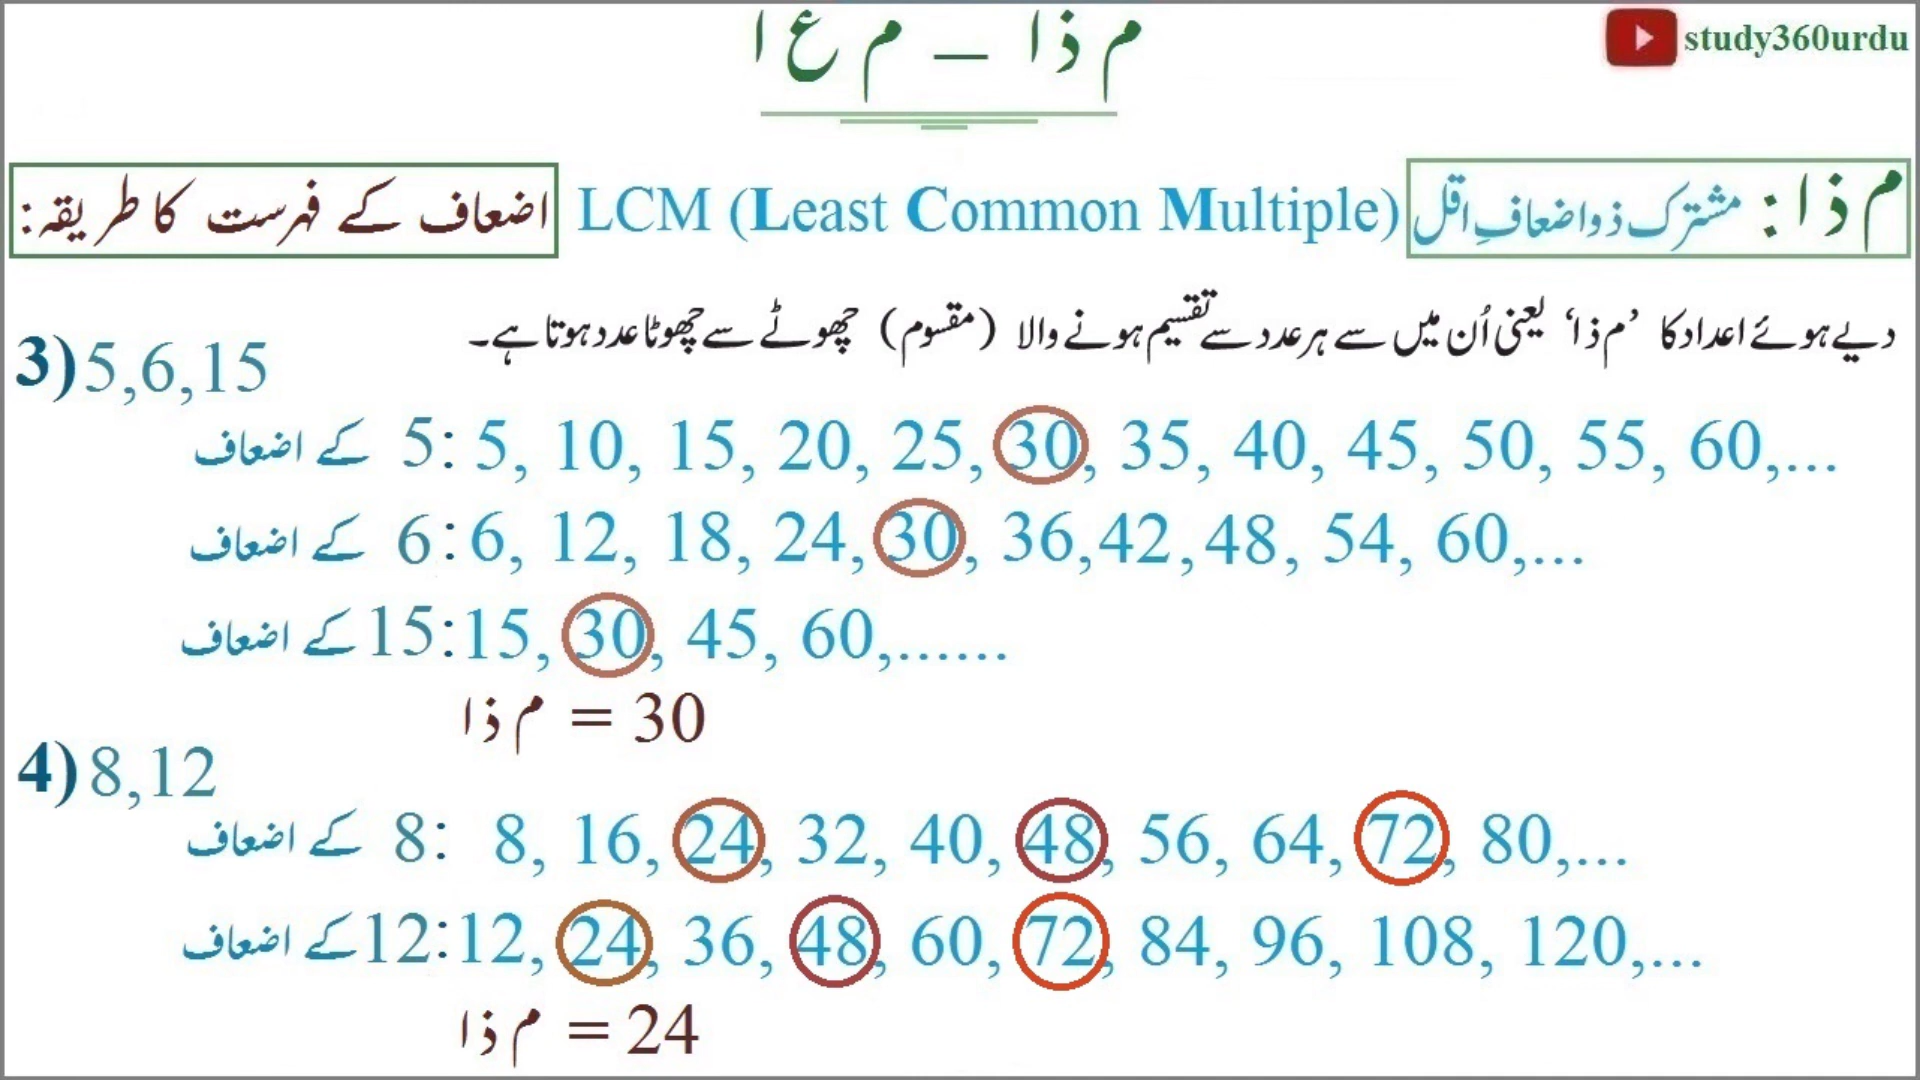 م ذ ا – م ع ا
study360urdu
م ذ ا : مشترک ذو اضعافِ اقل LCM (Least Common Multiple) اضعاف کے فہرست کا طریقہ:
دیے ہوئے اعداد کا ’م ذ ا‘ یعنی اُن میں سے ہر عدد سے تقسیم ہونے والا (مقسوم) چھوٹے سے چھوٹا عدد ہوتا ہے۔
3) 5,6,15
کے اضعاف 5: 5, 10, 15, 20, 25, 30, 35, 40, 45, 50, 55, 60,...
کے اضعاف 6: 6, 12, 18, 24, 30, 36, 42, 48, 54, 60,...
کے اضعاف 15: 15, 30, 45, 60,......
م ذ ا = 30
4) 8,12
کے اضعاف 8: 8, 16, 24, 32, 40, 48, 56, 64, 72, 80,...
کے اضعاف 12: 12, 24, 36, 48, 60, 72, 84, 96, 108, 120,...
م ذ ا = 24